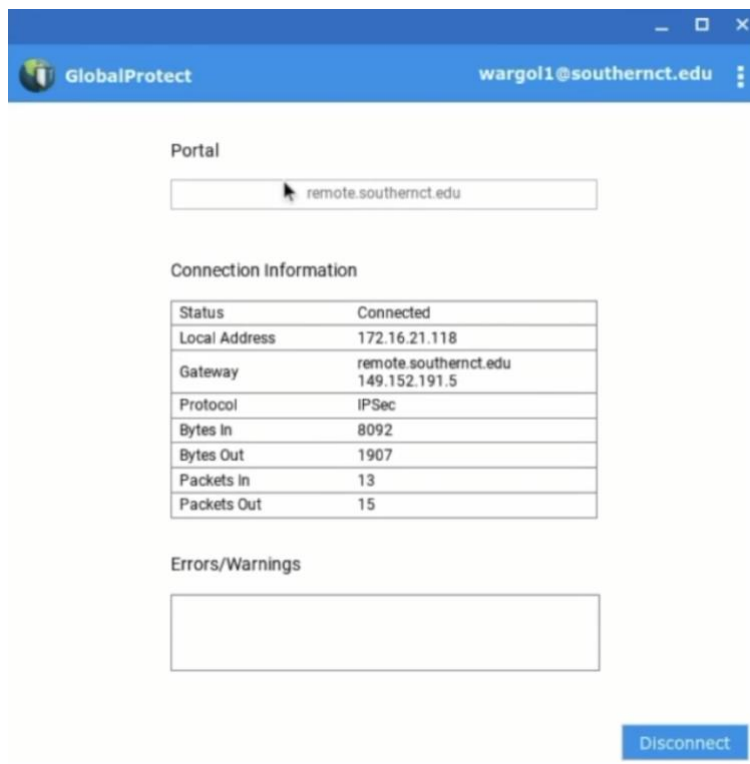 GlobalProtect wargol1@southernct.edu
Portal
remote.southernct.edu
Connection Information
Status Connected
Local Address 172.16.21.118
Gateway remote.southernct.edu
149.152.191.5
Protocol IPSec
Bytes In 8092
Bytes Out 1907
Packets In 13
Packets Out 15
Errors/Warnings
Disconnect